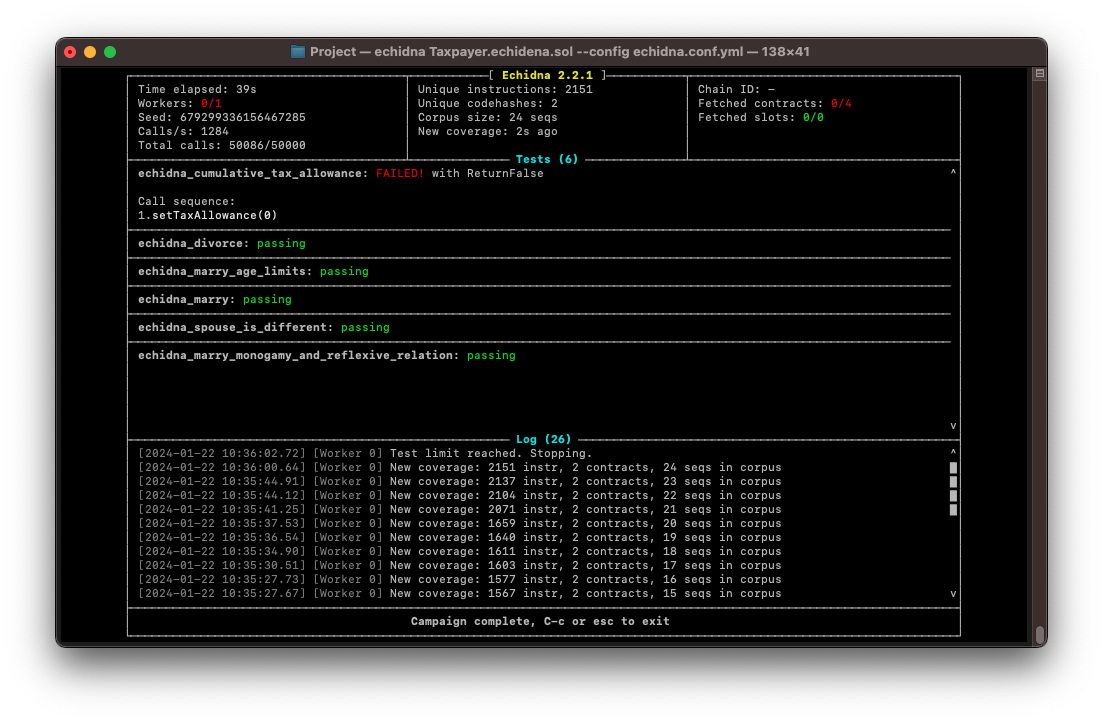 Project — echidna Taxpayer.echidena.sol --config echidna.conf.yml — 138×41
[ Echidna 2.2.1 ]
Time elapsed: 39s
Workers: 0/1
Seed: 679299336156467285
Calls/s: 1284
Total calls: 50086/50000
Unique instructions: 2151
Unique codehashes: 2
Corpus size: 24 seqs
New coverage: 2s ago
Chain ID: -
Fetched contracts: 0/4
Fetched slots: 0/0
Tests (6)
echidna_cumulative_tax_allowance: FAILED! with ReturnFalse
Call sequence:
1.setTaxAllowance(0)
echidna_divorce: passing
echidna_marry_age_limits: passing
echidna_marry: passing
echidna_spouse_is_different: passing
echidna_marry_monogamy_and_reflexive_relation: passing
Log (26)
[2024-01-22 10:36:02.72] [Worker 0] Test limit reached. Stopping.
[2024-01-22 10:36:00.64] [Worker 0] New coverage: 2151 instr, 2 contracts, 24 seqs in corpus
[2024-01-22 10:35:44.91] [Worker 0] New coverage: 2137 instr, 2 contracts, 23 seqs in corpus
[2024-01-22 10:35:44.12] [Worker 0] New coverage: 2104 instr, 2 contracts, 22 seqs in corpus
[2024-01-22 10:35:41.25] [Worker 0] New coverage: 2071 instr, 2 contracts, 21 seqs in corpus
[2024-01-22 10:35:37.53] [Worker 0] New coverage: 1659 instr, 2 contracts, 20 seqs in corpus
[2024-01-22 10:35:36.54] [Worker 0] New coverage: 1640 instr, 2 contracts, 19 seqs in corpus
[2024-01-22 10:35:34.90] [Worker 0] New coverage: 1611 instr, 2 contracts, 18 seqs in corpus
[2024-01-22 10:35:30.51] [Worker 0] New coverage: 1603 instr, 2 contracts, 17 seqs in corpus
[2024-01-22 10:35:27.73] [Worker 0] New coverage: 1577 instr, 2 contracts, 16 seqs in corpus
[2024-01-22 10:35:27.67] [Worker 0] New coverage: 1567 instr, 2 contracts, 15 seqs in corpus
Campaign complete, C-c or esc to exit